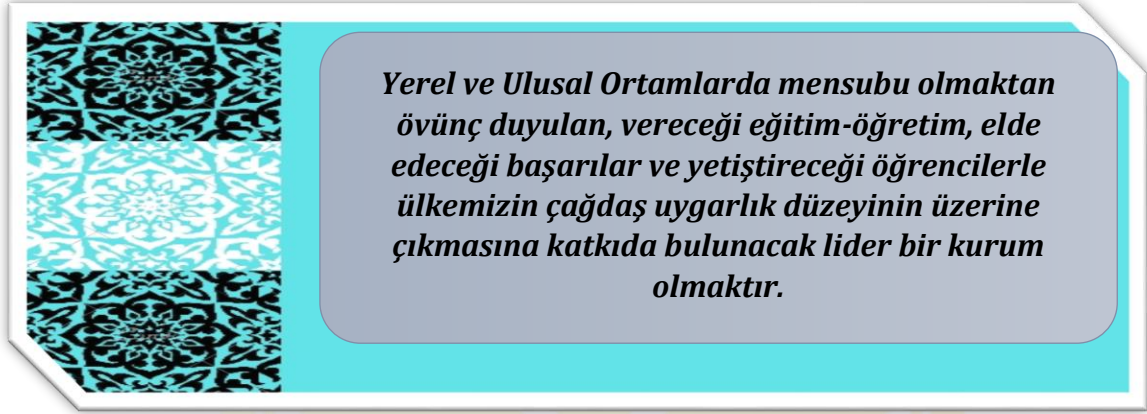 Yerel ve Ulusal Ortamlarda mensubu olmaktan
övünç duyulan, vereceği eğitim-öğretim, elde
edeceği başarılar ve yetiştireceği öğrencilerle
ülkemizin çağdaş uygarlık düzeyinin üzerine
çıkmasına katkıda bulunacak lider bir kurum
olmaktır.